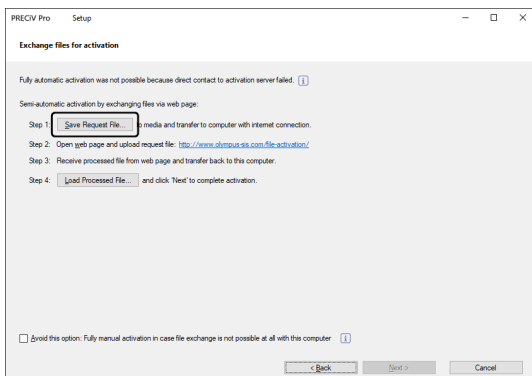 PRECiV Pro Setup
Exchange files for activation
Fully automatic activation was not possible because direct contact to activation server failed. i
Semi-automatic activation by exchanging files via web page:
Step 1: Save Request File... to media and transfer to computer with internet connection.
Step 2: Open web page and upload request file: http://www.olympus-sis.com/file-activation/
Step 3: Receive processed file from web page and transfer back to this computer.
Step 4: Load Processed File... and click 'Next' to complete activation.
Avoid this option: Fully manual activation in case file exchange is not possible at all with this computer i
< Back Next > Cancel